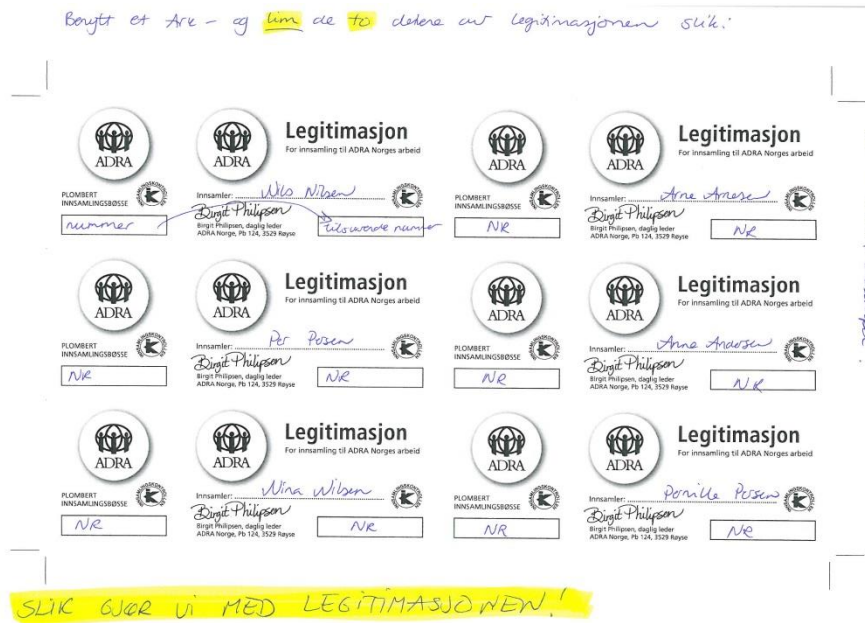 Benytt et Ark - og lim de to delene av legitimasjonen slik:
ADRA
PLOMBERT
INNSAMLINGSBØSSE
nummer
ADRA
Legitimasjon
For innsamling til ADRA Norges arbeid
Innsamler: Nils Nilsen
Birgit Philipsen
Birgit Philipsen, daglig leder
ADRA Norge, Pb 124, 3529 Røyse
tilsvarende nummer
ADRA
PLOMBERT
INNSAMLINGSBØSSE
NR
ADRA
Legitimasjon
For innsamling til ADRA Norges arbeid
Innsamler: Arne Arnesen
Birgit Philipsen
Birgit Philipsen, daglig leder
ADRA Norge, Pb 124, 3529 Røyse
NR
ADRA
PLOMBERT
INNSAMLINGSBØSSE
NR
ADRA
Legitimasjon
For innsamling til ADRA Norges arbeid
Innsamler: Per Persen
Birgit Philipsen
Birgit Philipsen, daglig leder
ADRA Norge, Pb 124, 3529 Røyse
NR
ADRA
PLOMBERT
INNSAMLINGSBØSSE
NR
ADRA
Legitimasjon
For innsamling til ADRA Norges arbeid
Innsamler: Anne Andersen
Birgit Philipsen
Birgit Philipsen, daglig leder
ADRA Norge, Pb 124, 3529 Røyse
NR
ADRA
PLOMBERT
INNSAMLINGSBØSSE
NR
ADRA
Legitimasjon
For innsamling til ADRA Norges arbeid
Innsamler: Nina Nilsen
Birgit Philipsen
Birgit Philipsen, daglig leder
ADRA Norge, Pb 124, 3529 Røyse
NR
ADRA
PLOMBERT
INNSAMLINGSBØSSE
NR
ADRA
Legitimasjon
For innsamling til ADRA Norges arbeid
Innsamler: Pernille Persen
Birgit Philipsen
Birgit Philipsen, daglig leder
ADRA Norge, Pb 124, 3529 Røyse
NR
SLIK GJØR VI MED LEGITIMASJONEN!